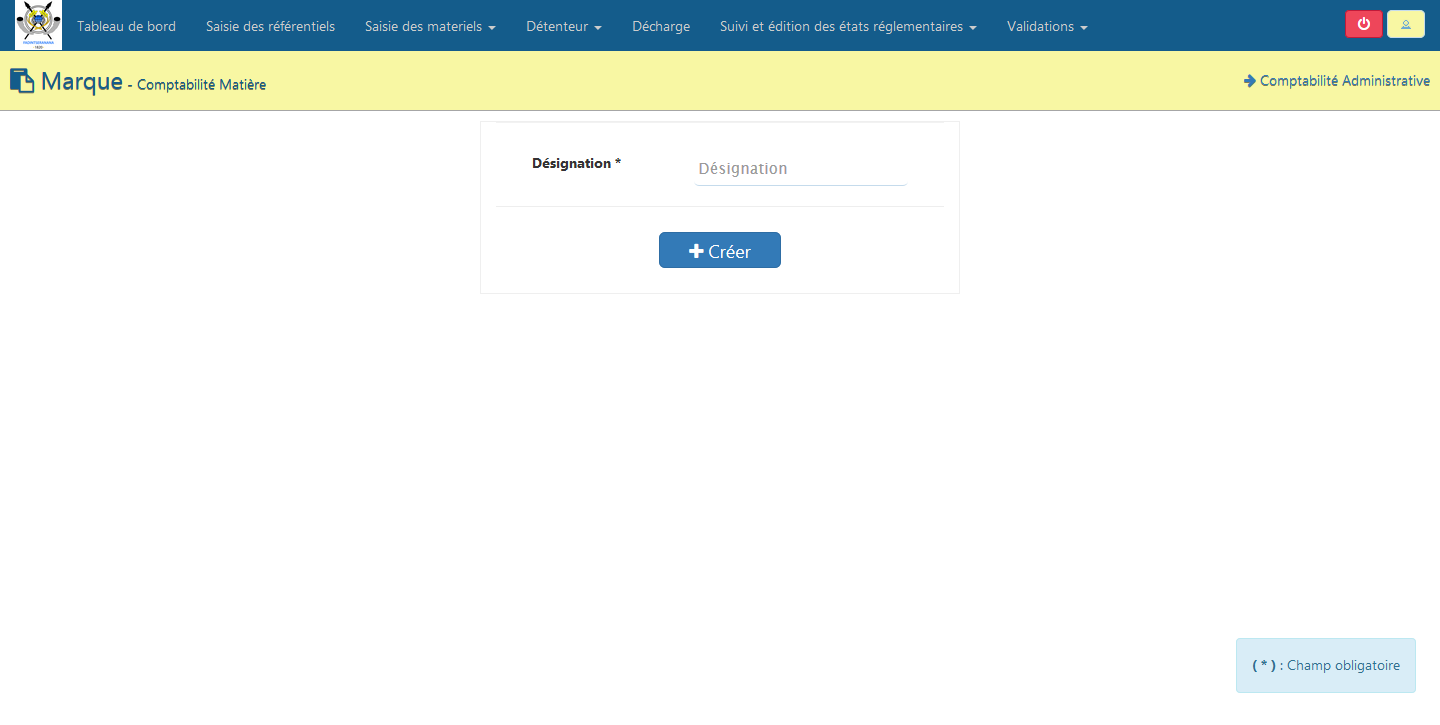 Tableau de bord Saisie des référentiels Saisie des materiels Détenteur Décharge Suivi et édition des états réglementaires Validations
Marque - Comptabilité Matière
Comptabilité Administrative
Désignation *
Désignation
Créer
( * ) : Champ obligatoire